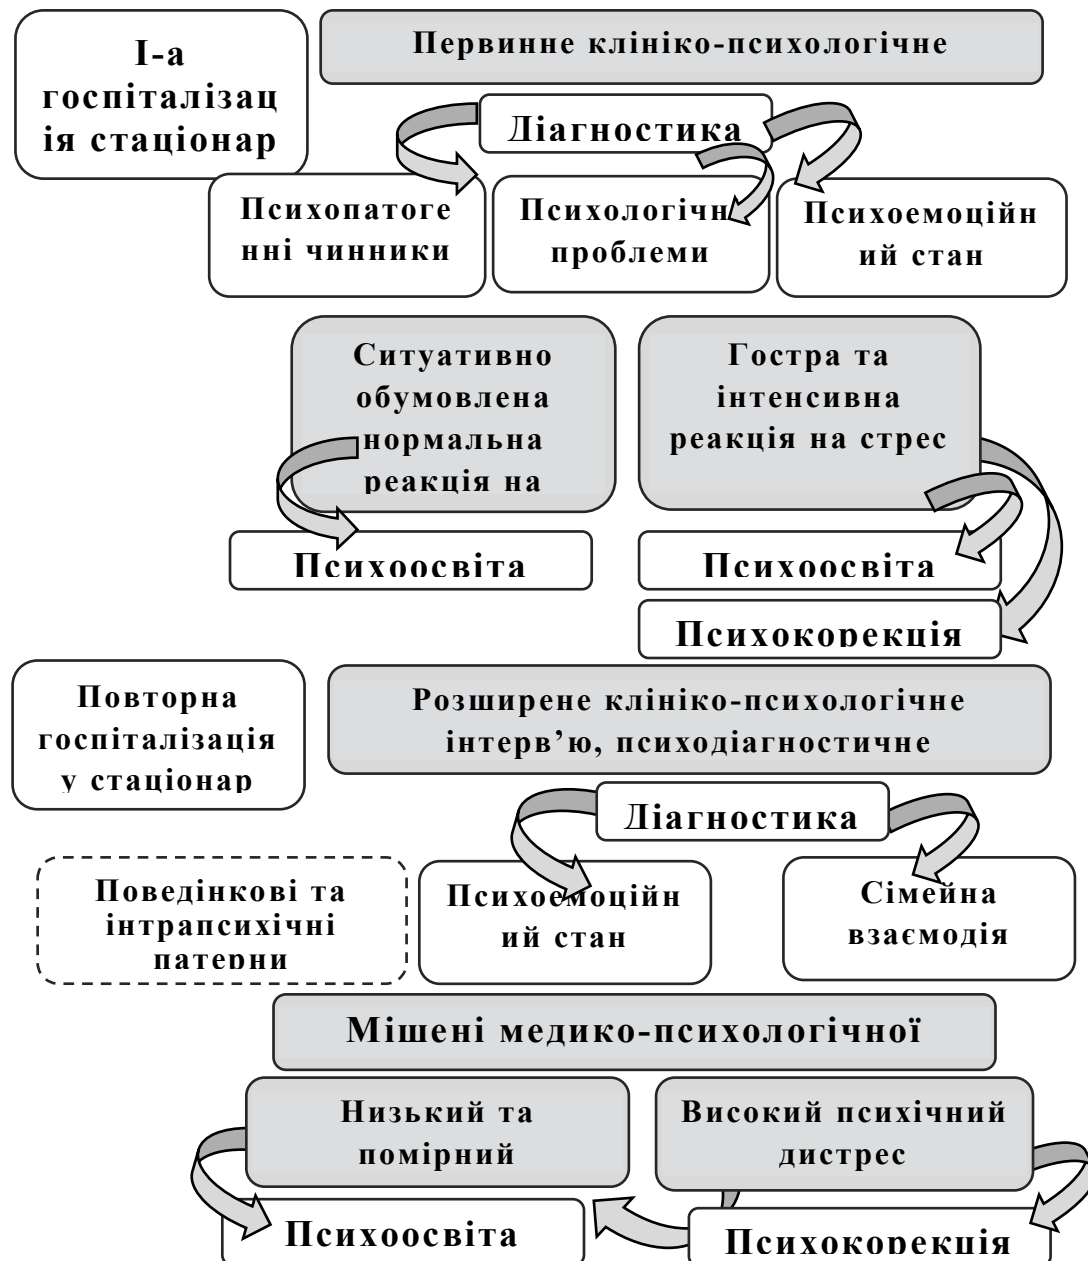 І-а
госпіталізац
ія стаціонар
Первинне клініко-психологічне
Діагностика
Психопатоге
нні чинники
Психологічн
проблеми
Психоемоційн
ий стан
Ситуативно
обумовлена
нормальна
реакція на
Гостра та
інтенсивна
реакція на стрес
Психоосвіта
Психоосвіта
Психокорекція
Повторна
госпіталізація
у стаціонар
Розширене клініко-психологічне
інтерв’ю, психодіагностичне
Діагностика
Поведінкові та
інтрапсихічні
патерни
Психоемоційн
ий стан
Сімейна
взаємодія
Мішені медико-психологічної
Низький та
помірний
Високий психічний
дистрес
Психоосвіта
Психокорекція